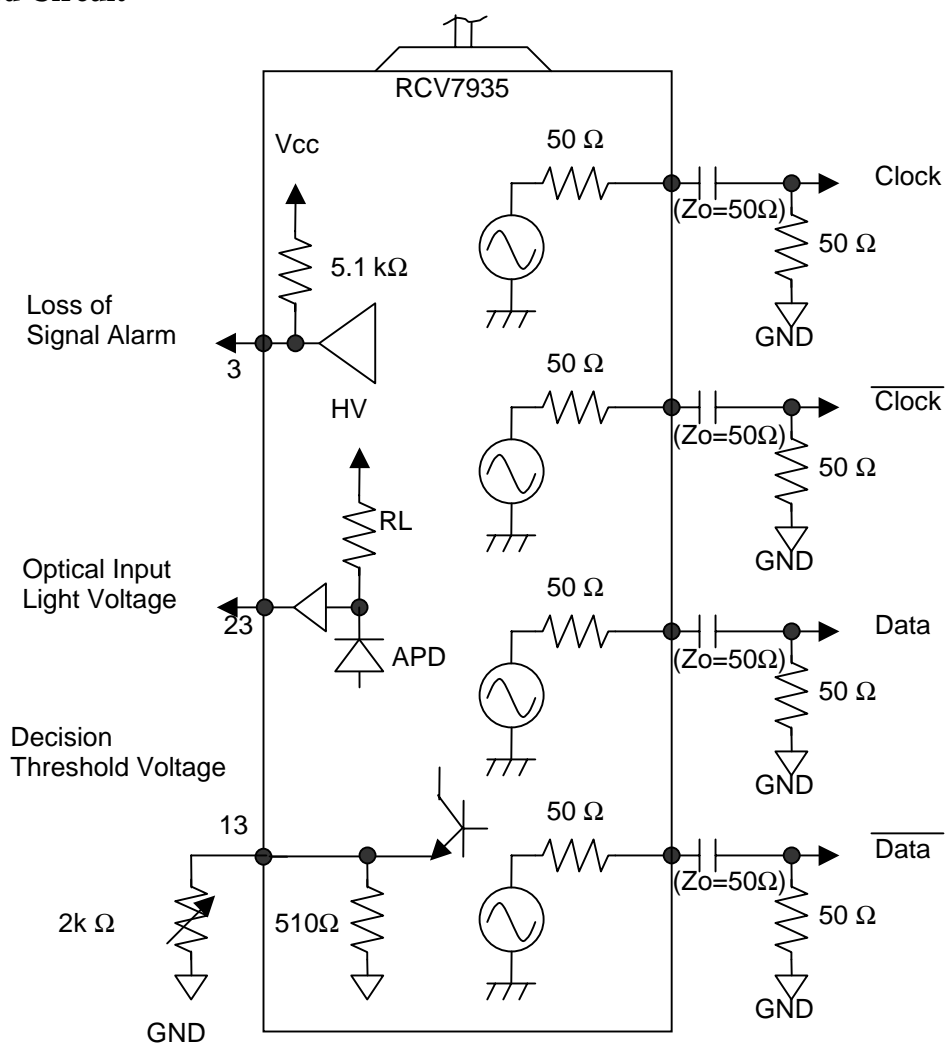 RCV7935
Vcc
5.1 kΩ
Loss of
Signal Alarm
3
HV
RL
Optical Input
Light Voltage
23
APD
Decision
Threshold Voltage
13
2k Ω
510Ω
GND
50 Ω
Clock
(Zo=50Ω)
50 Ω
GND
50 Ω
Clock
(Zo=50Ω)
50 Ω
GND
50 Ω
Data
(Zo=50Ω)
50 Ω
GND
50 Ω
Data
(Zo=50Ω)
50 Ω
GND